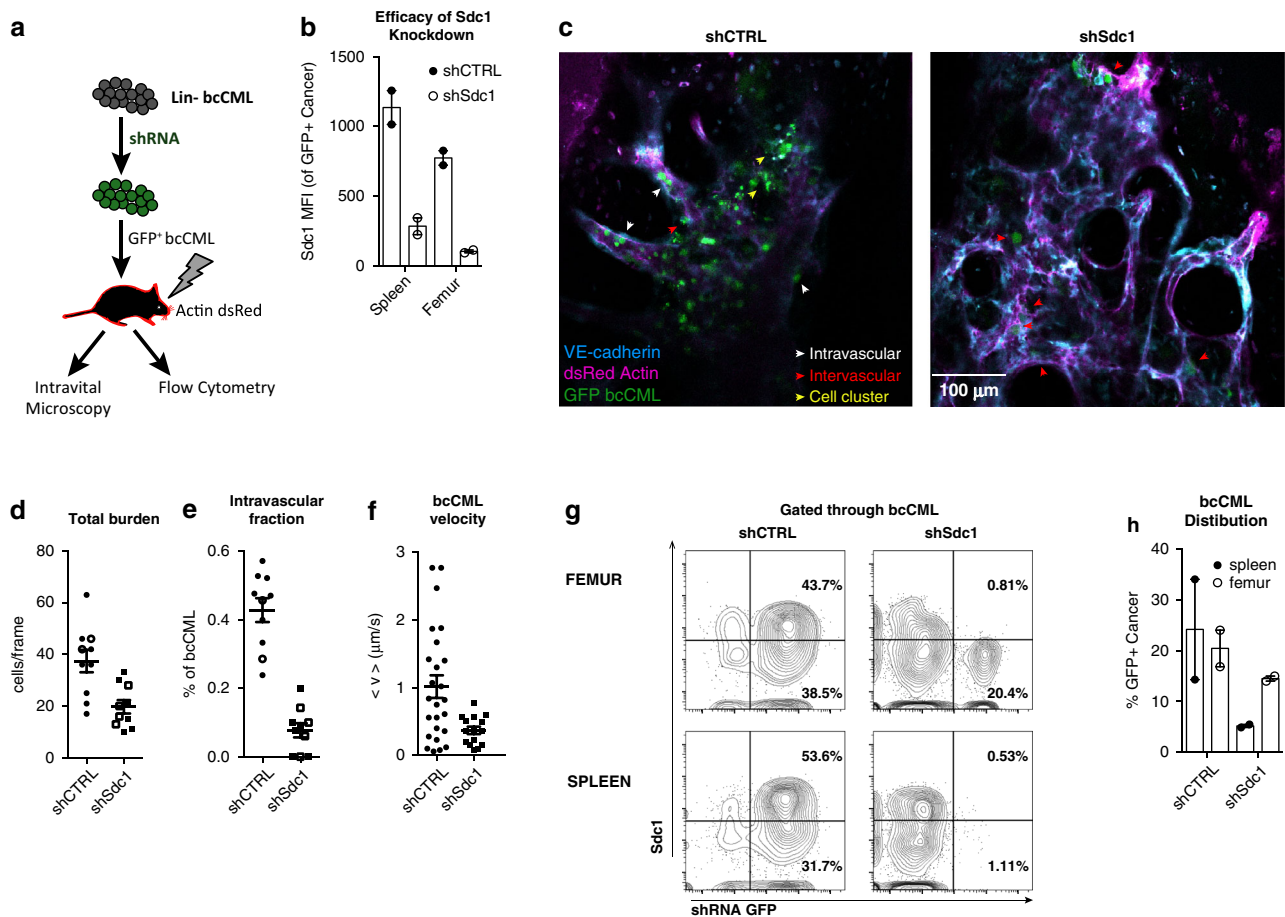 a
Lin- bcCML
shRNA
GFP+ bcCML
Actin dsRed
Intravital
Microscopy
Flow Cytometry
b
Efficacy of Sdc1
Knockdown
Sdc1 MFI (of GFP+ Cancer)
1500
1000
500
0
shCTRL
shSdc1
Spleen
Femur
c
shCTRL
shSdc1
VE-cadherin
dsRed Actin
GFP bcCML
Intravascular
Intervascular
Cell cluster
100 μm
d
Total burden
cells/frame
80
60
40
20
0
shCTRL
shSdc1
e
Intravascular
fraction
% of bcCML
0.6
0.4
0.2
0.0
shCTRL
shSdc1
f
bcCML
velocity
< v > (μm/s)
3
2
1
0
shCTRL
shSdc1
g
Gated through bcCML
shCTRL
shSdc1
FEMUR
43.7%
38.5%
0.81%
20.4%
SPLEEN
53.6%
31.7%
0.53%
1.11%
Sdc1
shRNA GFP
h
bcCML
Distibution
% GFP+ Cancer
40
30
20
10
0
spleen
femur
shCTRL
shSdc1